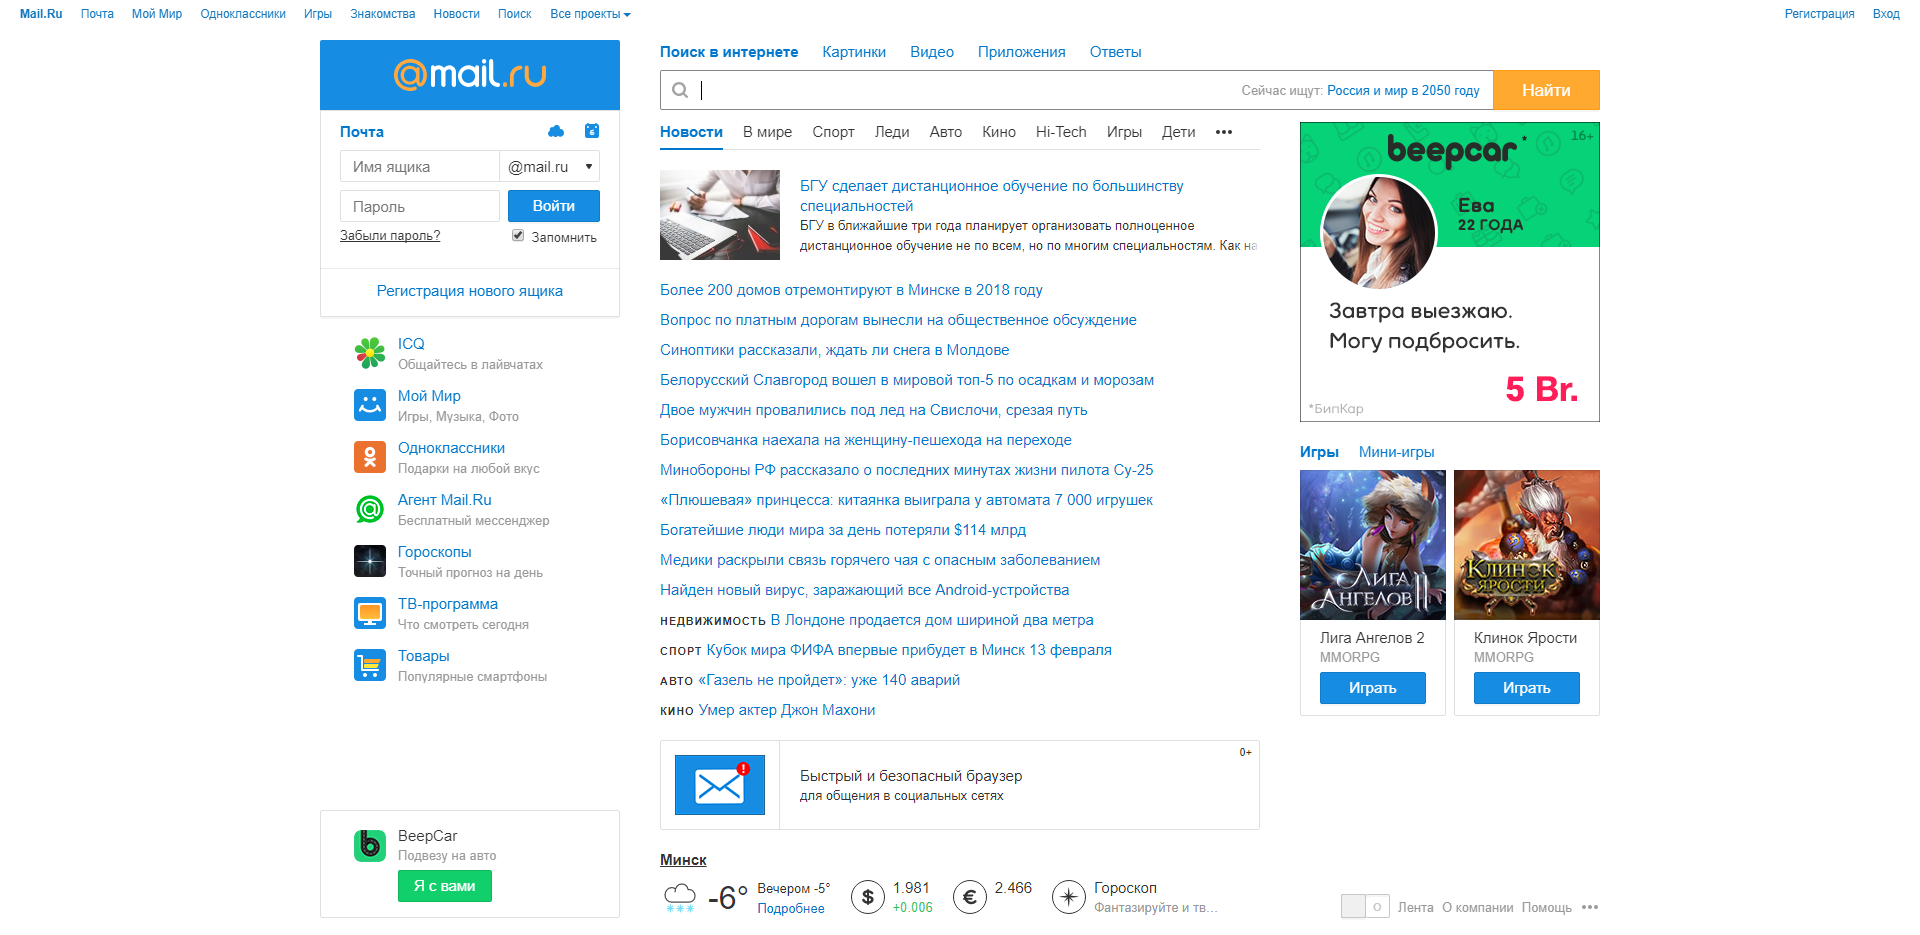 Mail.Ru Почта Мой Мир Одноклассники Игры Знакомства Новости Поиск Все проекты
Регистрация Вход
@mail.ru
Почта
6
Имя ящика @mail.ru
Пароль Войти
Забыли пароль? Запомнить
Регистрация нового ящика
ICQ
Общайтесь в лайвчатах
Мой Мир
Игры, Музыка, Фото
Одноклассники
Подарки на любой вкус
Агент Mail.Ru
Бесплатный мессенджер
Гороскопы
Точный прогноз на день
ТВ-программа
Что смотреть сегодня
Товары
Популярные смартфоны
BeepCar
Подвезу на авто
Я с вами
Поиск в интернете Картинки Видео Приложения Ответы
Сейчас ищут: Россия и мир в 2050 году Найти
Новости В мире Спорт Леди Авто Кино Hi-Tech Игры Дети •••
БГУ сделает дистанционное обучение по большинству
специальностей
БГУ в ближайшие три года планирует организовать полноценное
дистанционное обучение не по всем, но по многим специальностям. Как на
Более 200 домов отремонтируют в Минске в 2018 году
Вопрос по платным дорогам вынесли на общественное обсуждение
Синоптики рассказали, ждать ли снега в Молдове
Белорусский Славгород вошел в мировой топ-5 по осадкам и морозам
Двое мужчин провалились под лед на Свислочи, срезая путь
Борисовчанка наехала на женщину-пешехода на переходе
Минобороны РФ рассказало о последних минутах жизни пилота Су-25
«Плюшевая» принцесса: китаянка выиграла у автомата 7 000 игрушек
Богатейшие люди мира за день потеряли $114 млрд
Медики раскрыли связь горячего чая с опасным заболеванием
Найден новый вирус, заражающий все Android-устройства
НЕДВИЖИМОСТЬ В Лондоне продается дом шириной два метра
СПОРТ Кубок мира ФИФА впервые прибудет в Минск 13 февраля
АВТО «Газель не пройдет»: уже 140 аварий
КИНО Умер актер Джон Махони
0+
Быстрый и безопасный браузер
для общения в социальных сетях
Минск
-6° Вечером -5°
Подробнее
$ 1.981
+0.006
€ 2.466
Гороскоп
Фантазируйте и тв...
16+
beepcar*
Ева
22 ГОДА
Завтра выезжаю.
Могу подбросить.
5 Br.
*БипКар
Игры Мини-игры
ЛИГА
АНГЕЛОВ II
КЛИНОК
ЯРОСТИ
Лига Ангелов 2
MMORPG
Играть
Клинок Ярости
MMORPG
Играть
Лента О компании Помощь •••